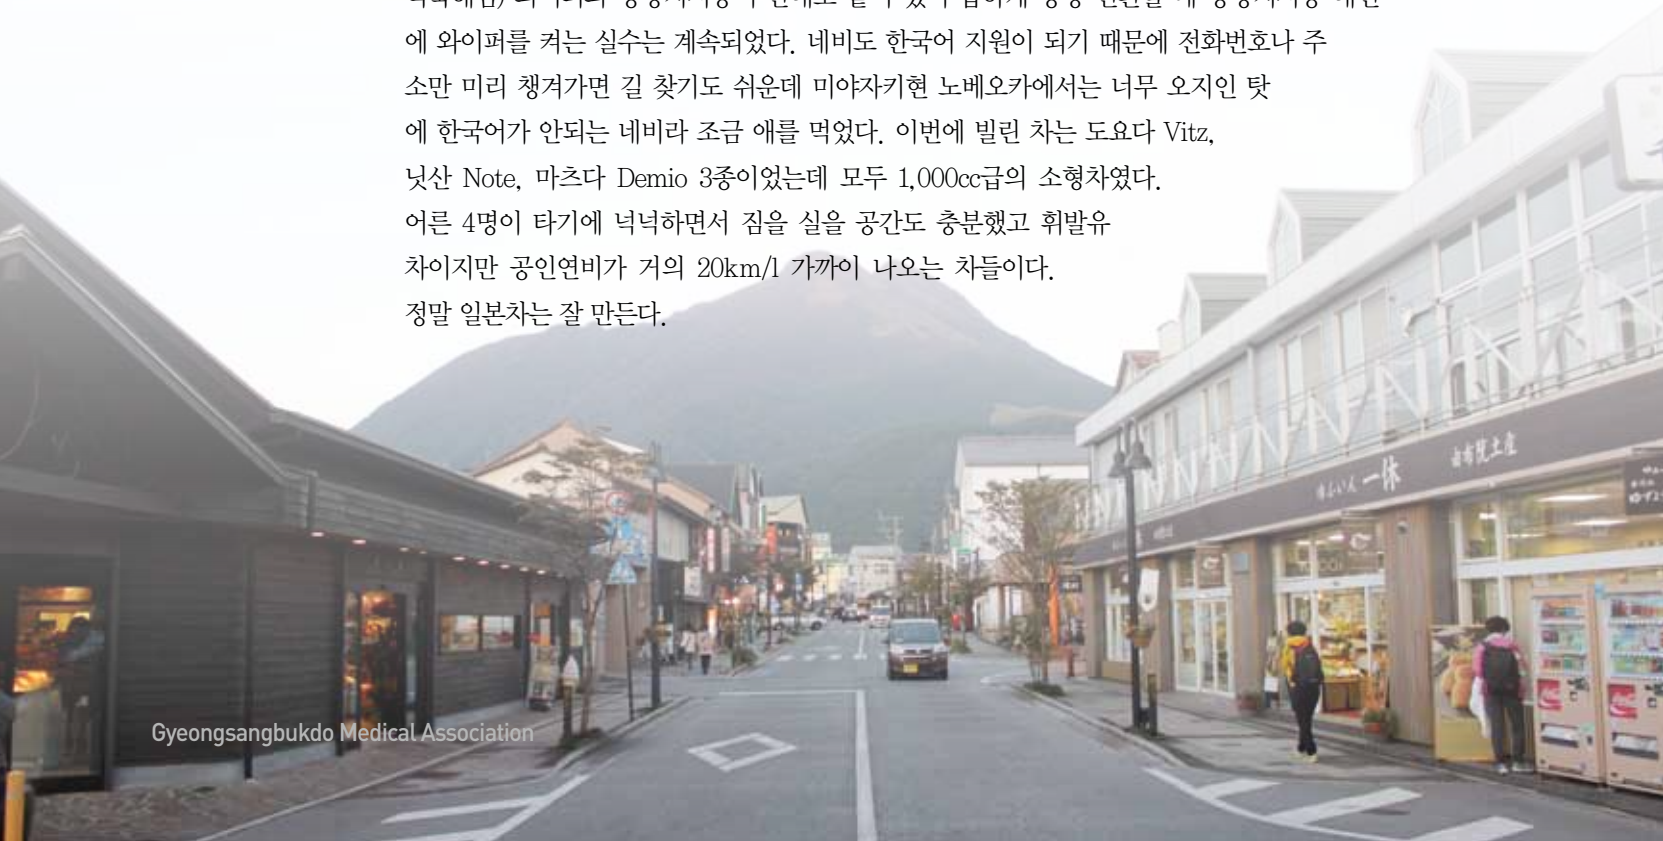 에 와이퍼를 켜는 실수는 계속되었다. 네비도 한국어 지원이 되기 때문에 전화번호나 주
소만 미리 챙겨가면 길 찾기도 쉬운데 미야자키현 노베오카에서는 너무 오지인 탓
에 한국어가 안되는 네비라 조금 애를 먹었다. 이번에 빌린 차는 도요다 Vitz,
닛산 Note, 마츠다 Demio 3종이었는데 모두 1,000cc급의 소형차였다.
어른 4명이 타기에 넉넉하면서 짐을 실을 공간도 충분했고 휘발유
차이지만 공인연비가 거의 20km/l 가까이 나오는 차들이다.
정말 일본차는 잘 만든다.
ゆふいん 一休
由布院土産
Gyeongsangbukdo Medical Association